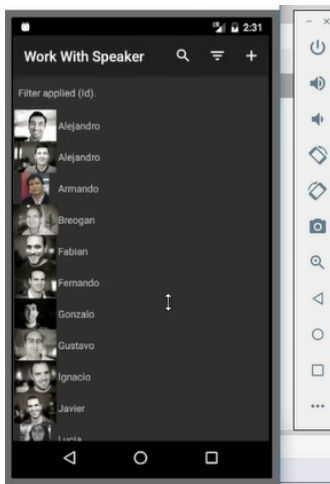 2:31
Work With Speaker
Filter applied (Id).
Alejandro
Alejandro
Armando
Breogan
Fabian
Fernando
Gonzalo
Gustavo
Ignacio
Javier
Lucia